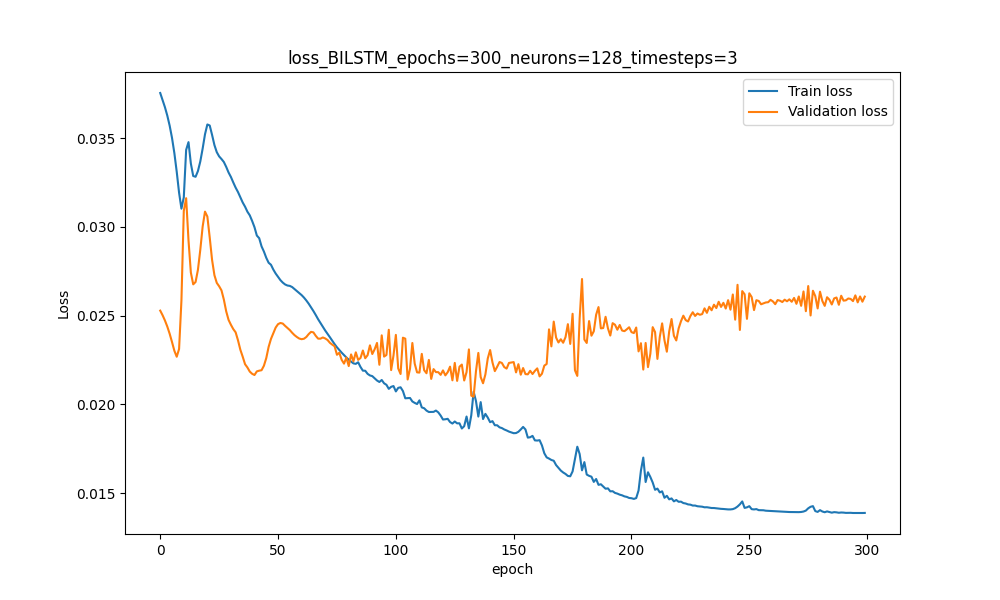 loss_BILSTM_epochs=300_neurons=128_timesteps=3
Train loss
Validation loss
Loss
0.035
0.030
0.025
0.020
0.015
0 50 100 150 200 250 300
epoch